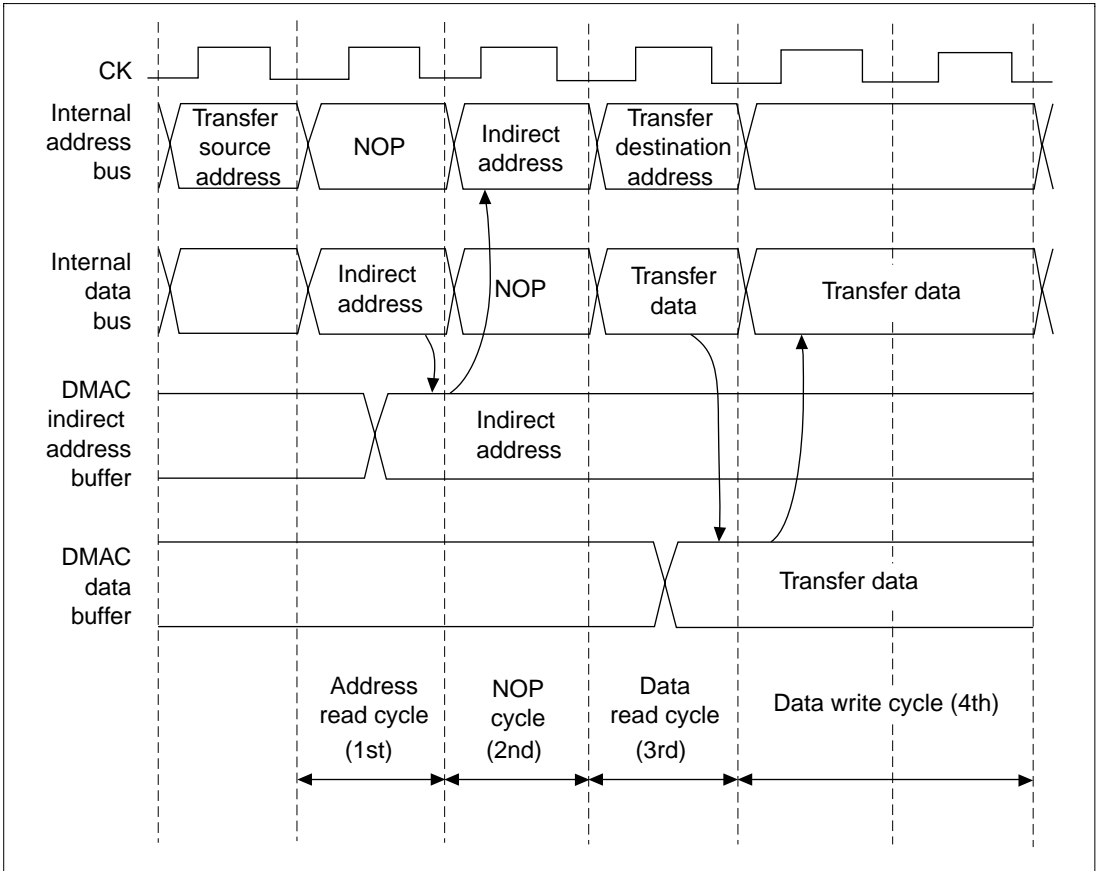 CK
Internal
address
bus
Transfer
source
address
NOP
Indirect
address
Transfer
destination
address
Internal
data
bus
Indirect
address
NOP
Transfer
data
Transfer data
DMAC
indirect
address
buffer
Indirect
address
DMAC
data
buffer
Transfer data
Address
read cycle
(1st)
NOP
cycle
(2nd)
Data
read cycle
(3rd)
Data write cycle (4th)